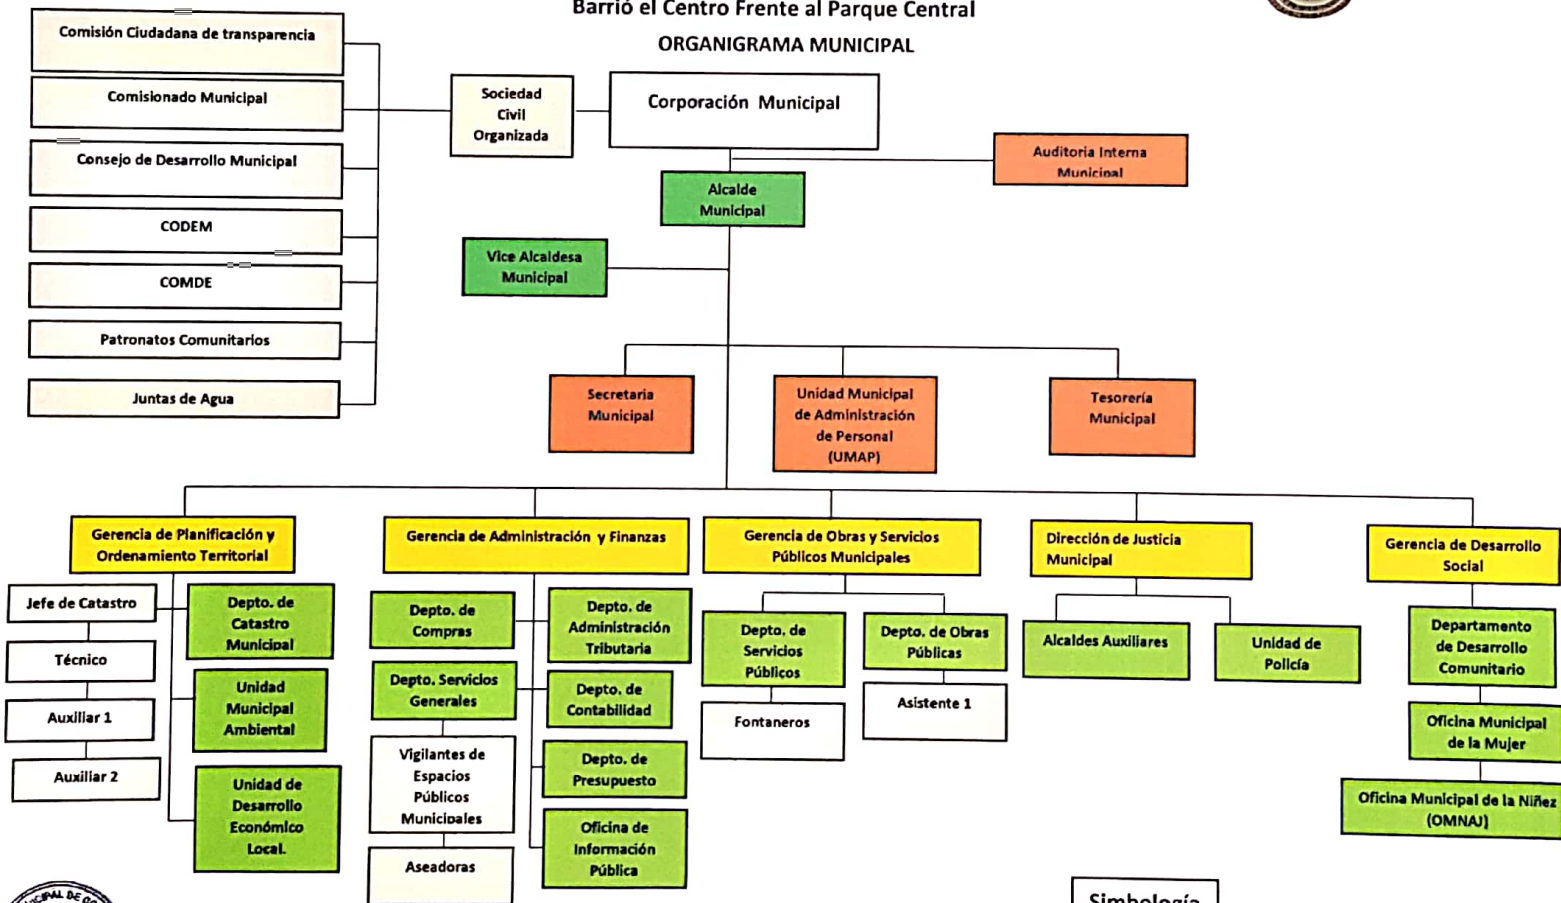 Barrió el Centro Frente al Parque Central
ORGANIGRAMA MUNICIPAL
Comisión Ciudadana de transparencia
Comisionado Municipal
Consejo de Desarrollo Municipal
CODEM
COMDE
Patronatos Comunitarios
Juntas de Agua
Sociedad
Civil
Organizada
Corporación Municipal
Auditoria Interna
Municipal
Alcalde
Municipal
Vice Alcaldesa
Municipal
Secretaria
Municipal
Unidad Municipal
de Administración
de Personal
(UMAP)
Tesorería
Municipal
Gerencia de Planificación y
Ordenamiento Territorial
Jefe de Catastro
Técnico
Auxiliar 1
Auxiliar 2
Depto. de
Catastro
Municipal
Unidad
Municipal
Ambiental
Unidad de
Desarrollo
Económico
Local.
Gerencia de Administración y Finanzas
Depto. de
Compras
Depto. Servicios
Generales
Vigilantes de
Espacios
Públicos
Municipales
Aseadoras
Depto. de
Administración
Tributaria
Depto. de
Contabilidad
Depto. de
Presupuesto
Oficina de
Información
Pública
Gerencia de Obras y Servicios
Públicos Municipales
Depto. de
Servicios
Públicos
Fontaneros
Depto. de Obras
Públicas
Asistente 1
Dirección de Justicia
Municipal
Alcaldes Auxiliares
Unidad de
Policía
Gerencia de Desarrollo
Social
Departamento
de Desarrollo
Comunitario
Oficina Municipal
de la Mujer
Oficina Municipal de la Niñez
(OMNAJ)
Simbología